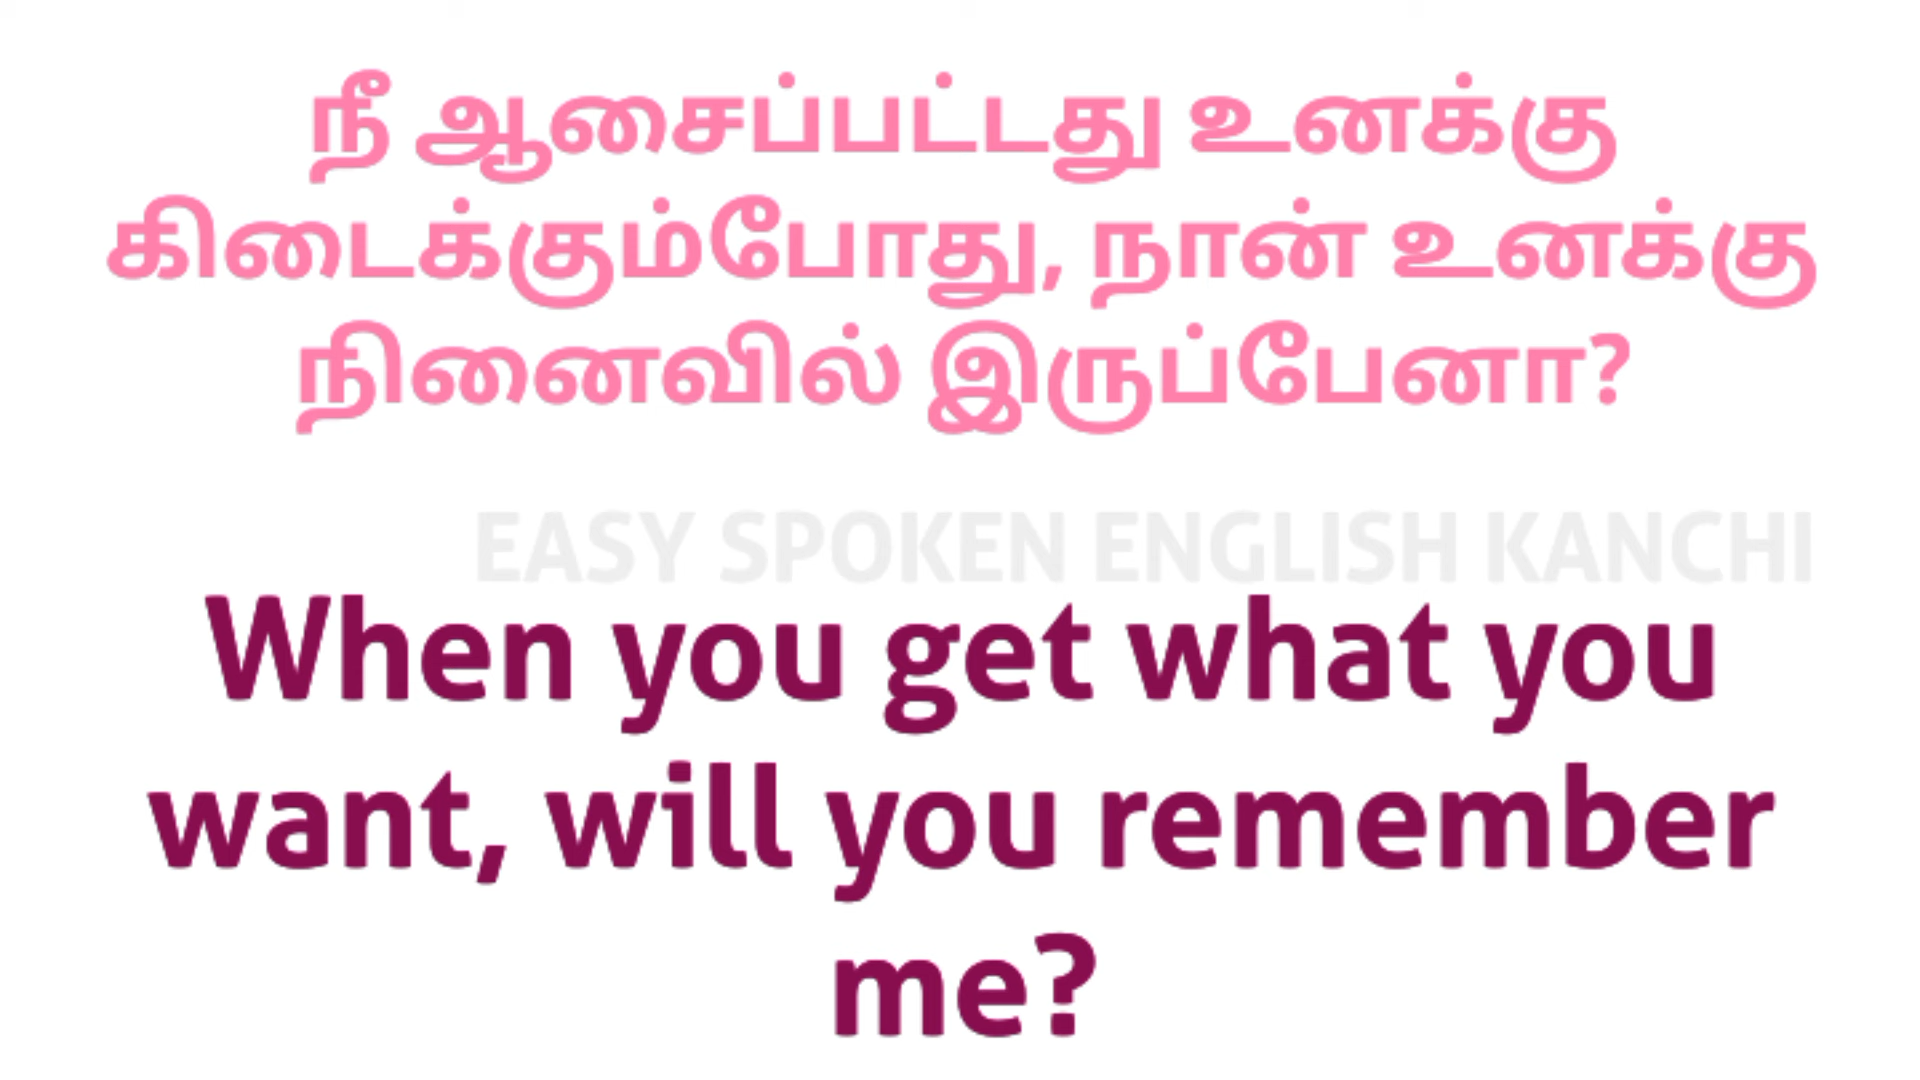 நீ ஆசைப்பட்டது உனக்கு
கிடைக்கும்போது, நான் உனக்கு
நினைவில் இருப்பேனா?
EASY SPOKEN ENGLISH KANCHI
When you get what you
want, will you remember
me?